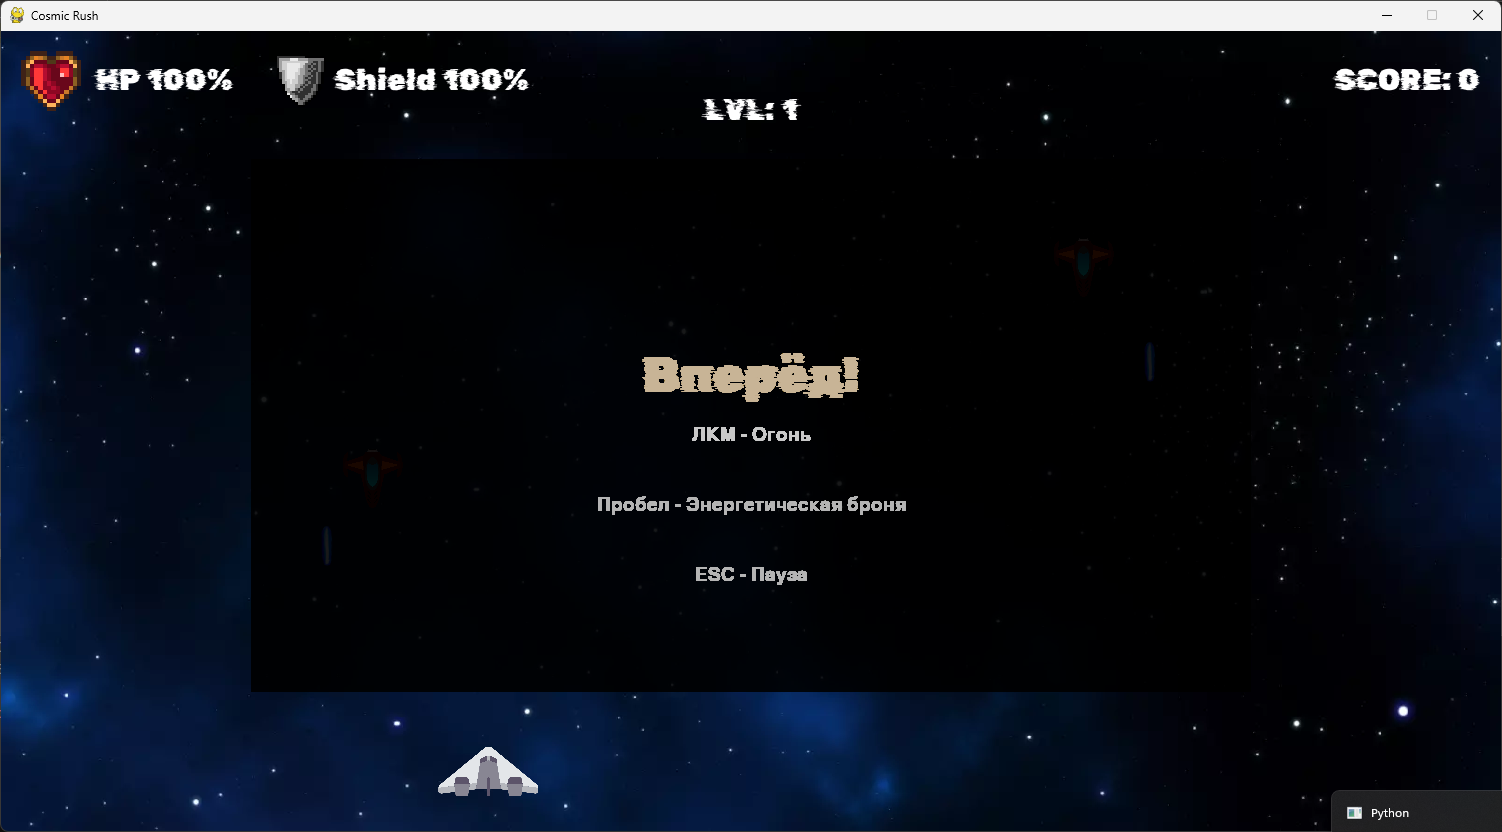 Cosmic Rush
HP 100%
Shield 100%
SCORE: 0
LVL: 1
Вперёд!
ЛКМ - Огонь
Пробел - Энергетическая броня
ESC - Пауза
Python